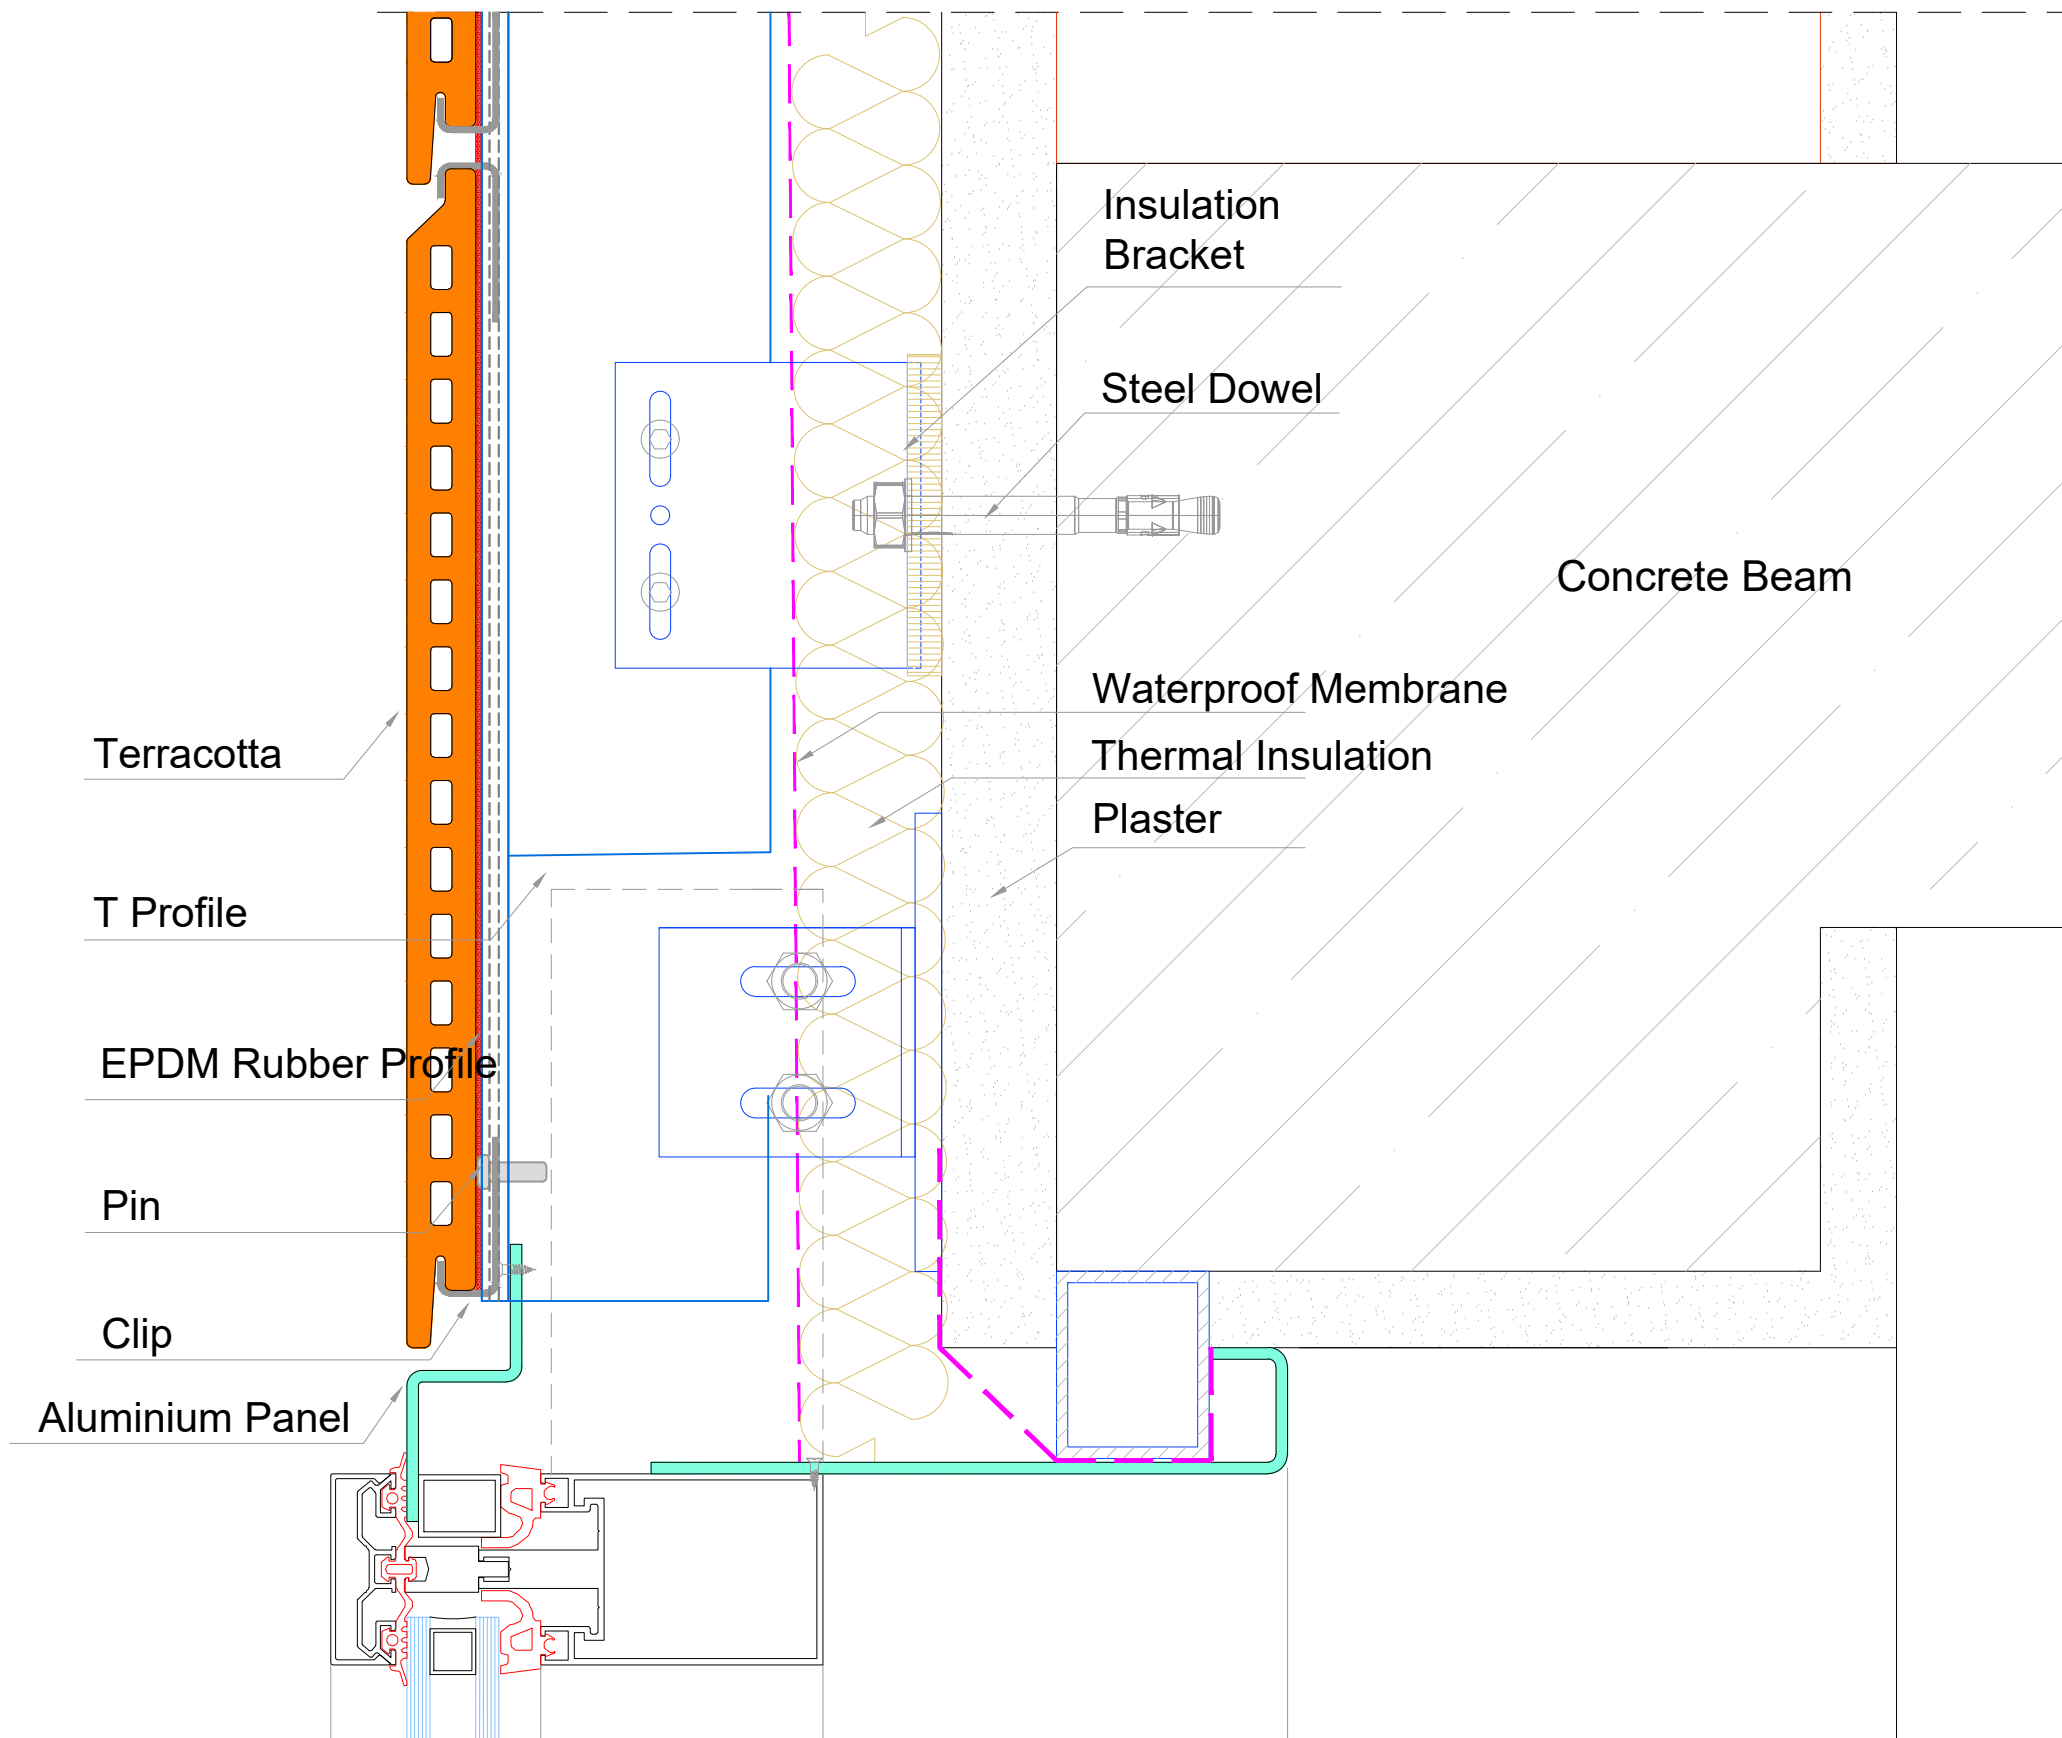 Insulation
Bracket
Steel Dowel
Concrete Beam
Waterproof Membrane
Thermal Insulation
Plaster
Terracotta
T Profile
EPDM Rubber Profile
Pin
Clip
Aluminium Panel